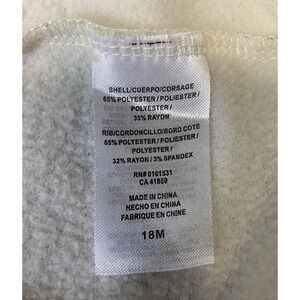 SHELL/CUERPO/CORSAGE
65% POLYESTER / POLIESTER /
POLYESTER /
35% RAYON
RIB/CORDONCILLO/BORD COTE
65% POLYESTER / POLIESTER /
POLYESTER /
32% RAYON / 3% SPANDEX
RN# 0101531
CA 41859
MADE IN CHINA
HECHO EN CHINA
FABRIQUE EN CHINE
18M